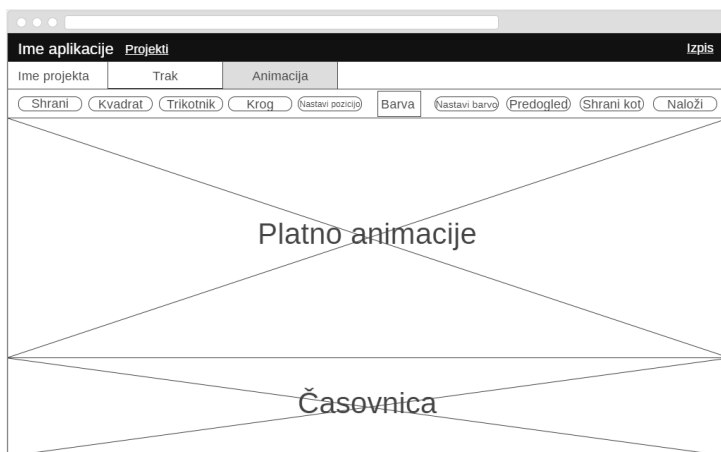 Ime aplikacije Projekti Izpis
Ime projekta Trak Animacija
Shrani Kvadrat Trikotnik Krog Nastavi pozicijo Barva Nastavi barvo Predogled Shrani kot Naloži
Platno animacije
Časovnica